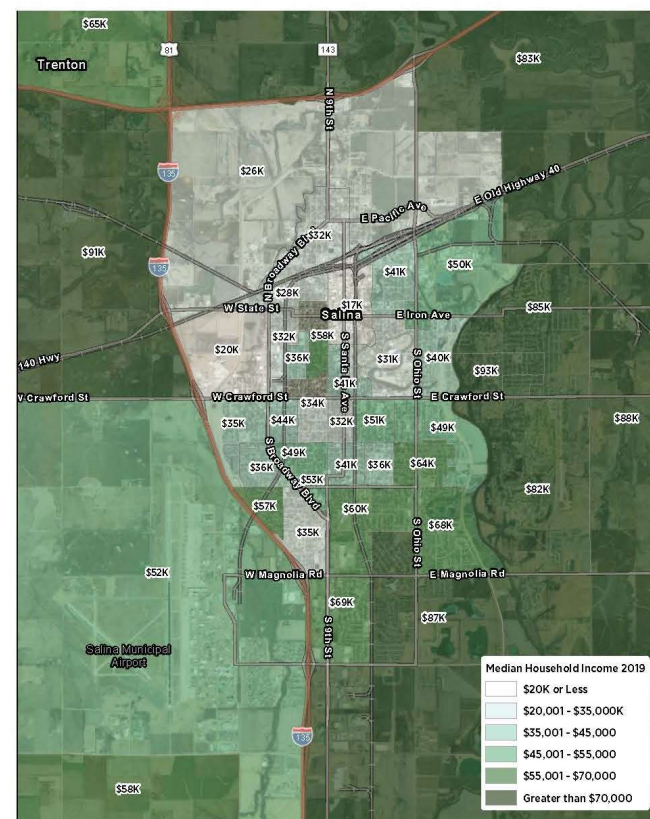 $65K
81
143
$83K
Trenton
N 9th St
136
$26K
E Old Highway 40
E Pacific Ave
$32K
N Broadway Blvd
$91K
135
$41K
$50K
$28K
$17K
W State St
Salina
E Iron Ave
$85K
$32K
$58K
S Santa Fe Ave
$20K
$36K
$31K
S Ohio St
$40K
140 Hwy
$93K
$41K
W Crawford St
W Crawford St
E Crawford St
$34K
$88K
$35K
$44K
$32K
$51K
$49K
$49K
S Broadway Blvd
$36K
$41K
$36K
$64K
$53K
$82K
$57K
$60K
$35K
$68K
S Ohio St
$52K
W Magnolia Rd
E Magnolia Rd
$69K
$87K
S 9th St
Salina Municipal
Airport
Median Household Income 2019
$20K or Less
$20,001 - $35,000K
$35,001 - $45,000
$45,001 - $55,000
$55,001 - $70,000
Greater than $70,000
135
$58K